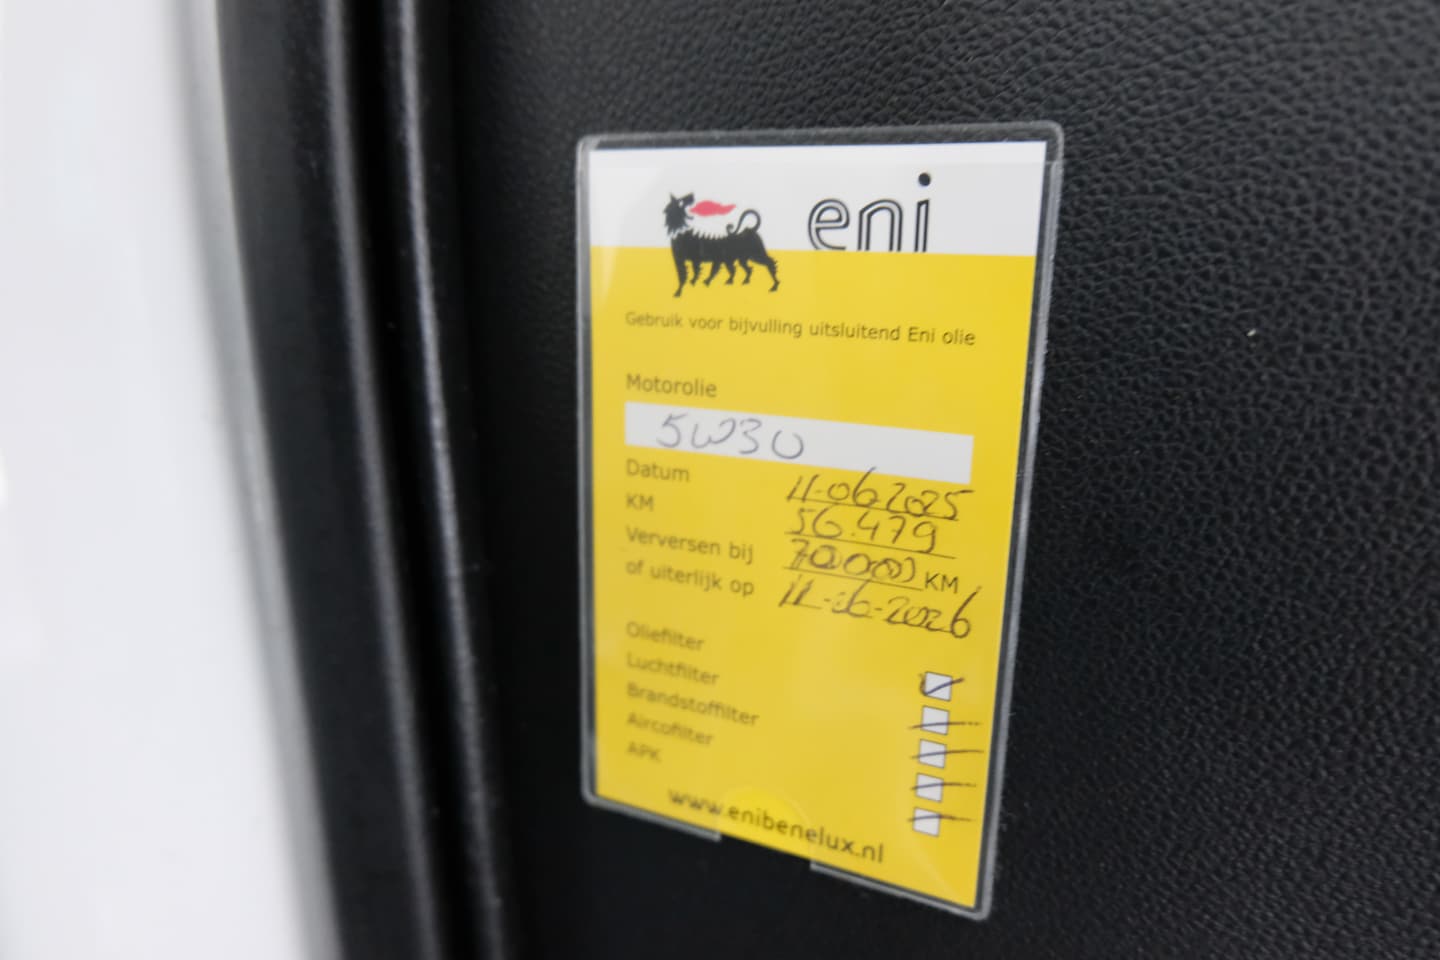 eni
Gebruik voor bijvulling uitsluitend Eni olie
Motorolie
5W30
Datum 11-06-2025
KM 56.479
Verversen bij 70.000 KM
of uiterlijk op 11-06-2026
Oliefilter
Luchtfilter
Brandstoffilter
Aircofilter
APK
www.enibenelux.nl